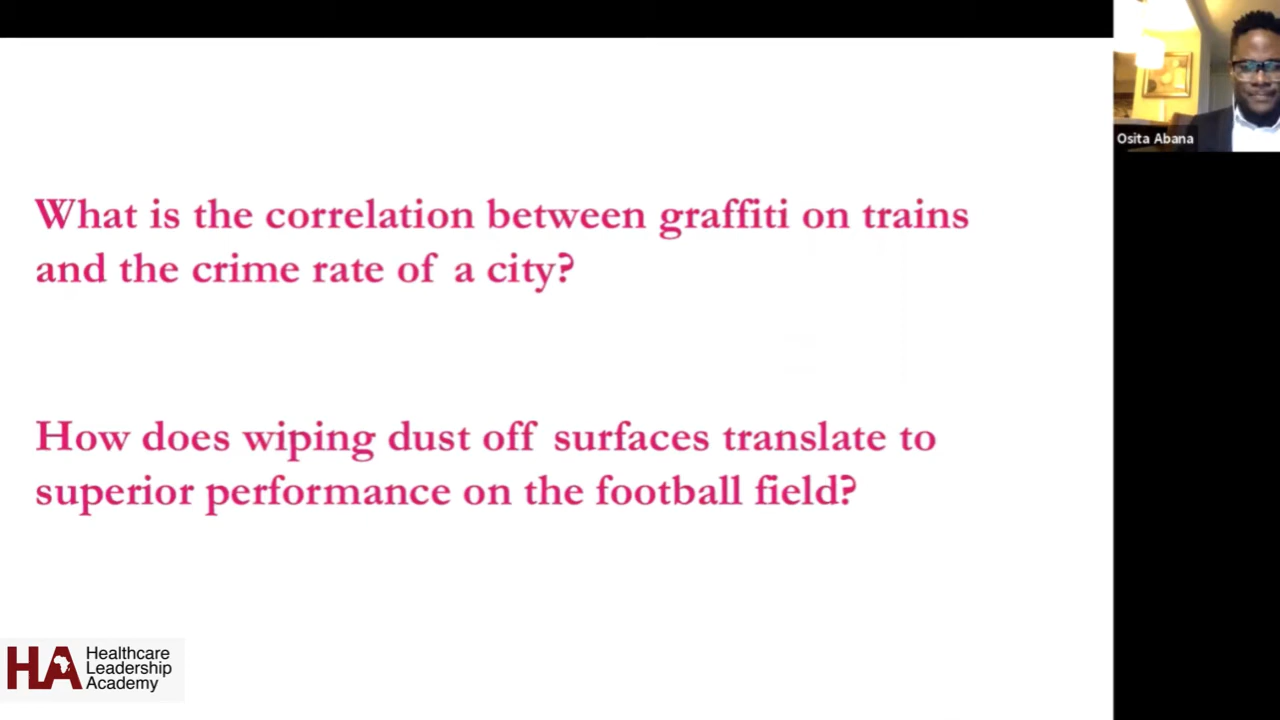 What is the correlation between graffiti on trains
and the crime rate of a city?
How does wiping dust off surfaces translate to
superior performance on the football field?
Osita Abana
HA Healthcare
Leadership
Academy